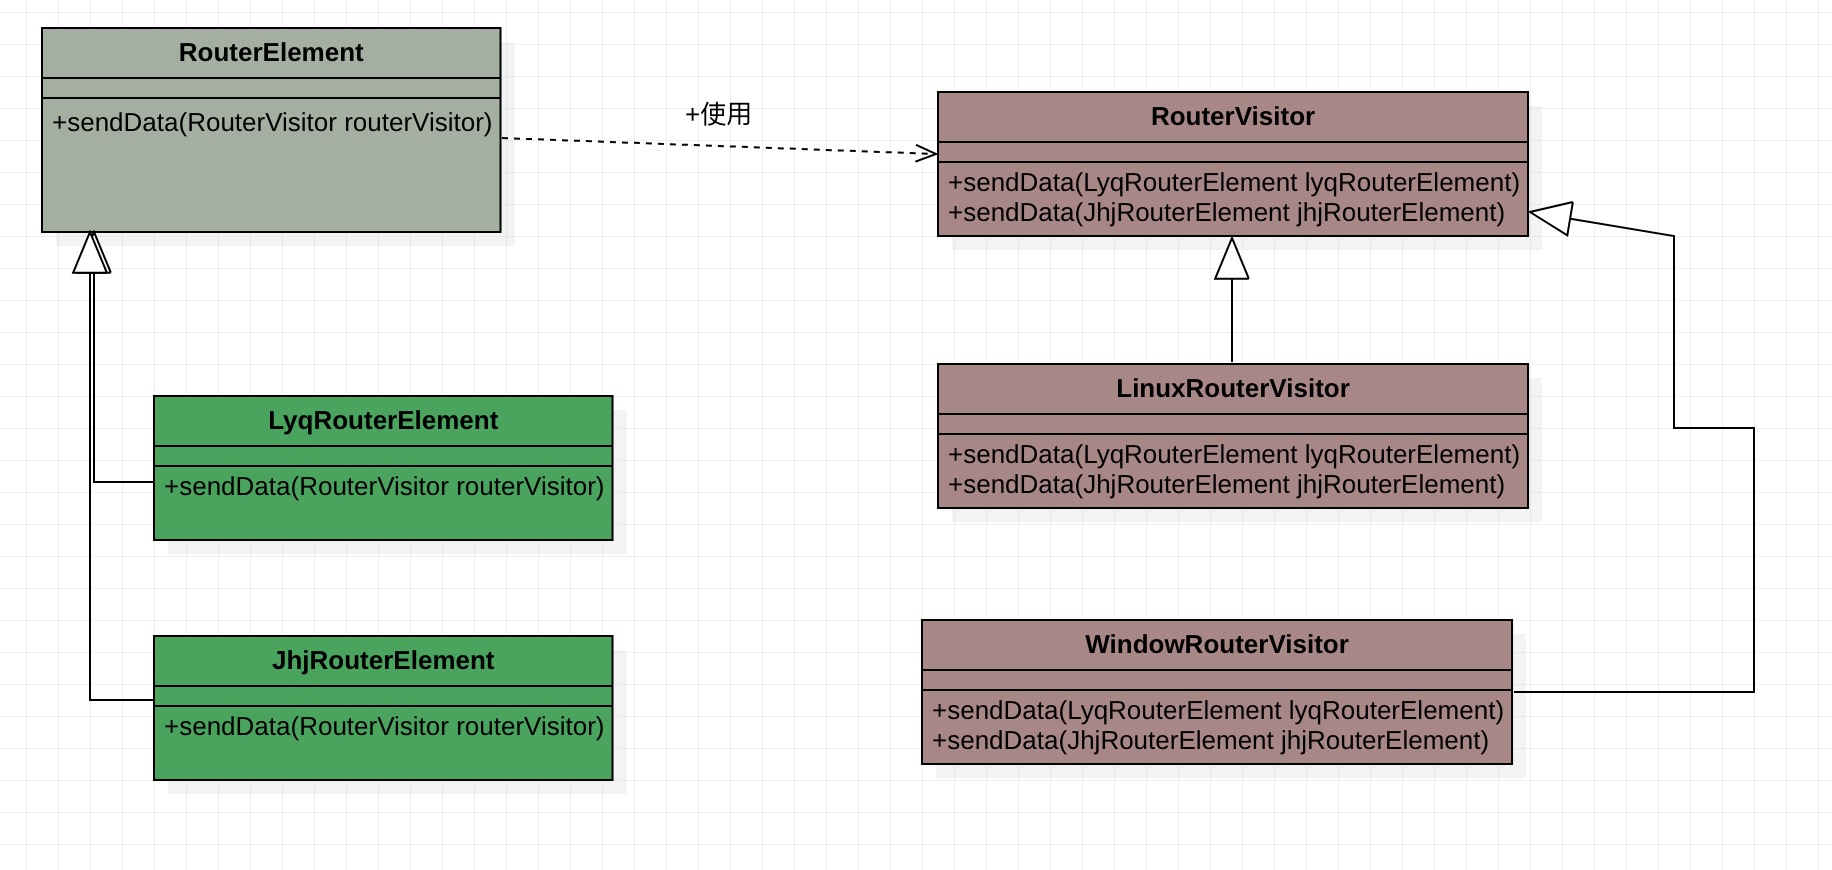 RouterElement
+sendData(RouterVisitor routerVisitor)
+使用
RouterVisitor
+sendData(LyqRouterElement lyqRouterElement)
+sendData(JhjRouterElement jhjRouterElement)
LyqRouterElement
+sendData(RouterVisitor routerVisitor)
LinuxRouterVisitor
+sendData(LyqRouterElement lyqRouterElement)
+sendData(JhjRouterElement jhjRouterElement)
JhjRouterElement
+sendData(RouterVisitor routerVisitor)
WindowRouterVisitor
+sendData(LyqRouterElement lyqRouterElement)
+sendData(JhjRouterElement jhjRouterElement)